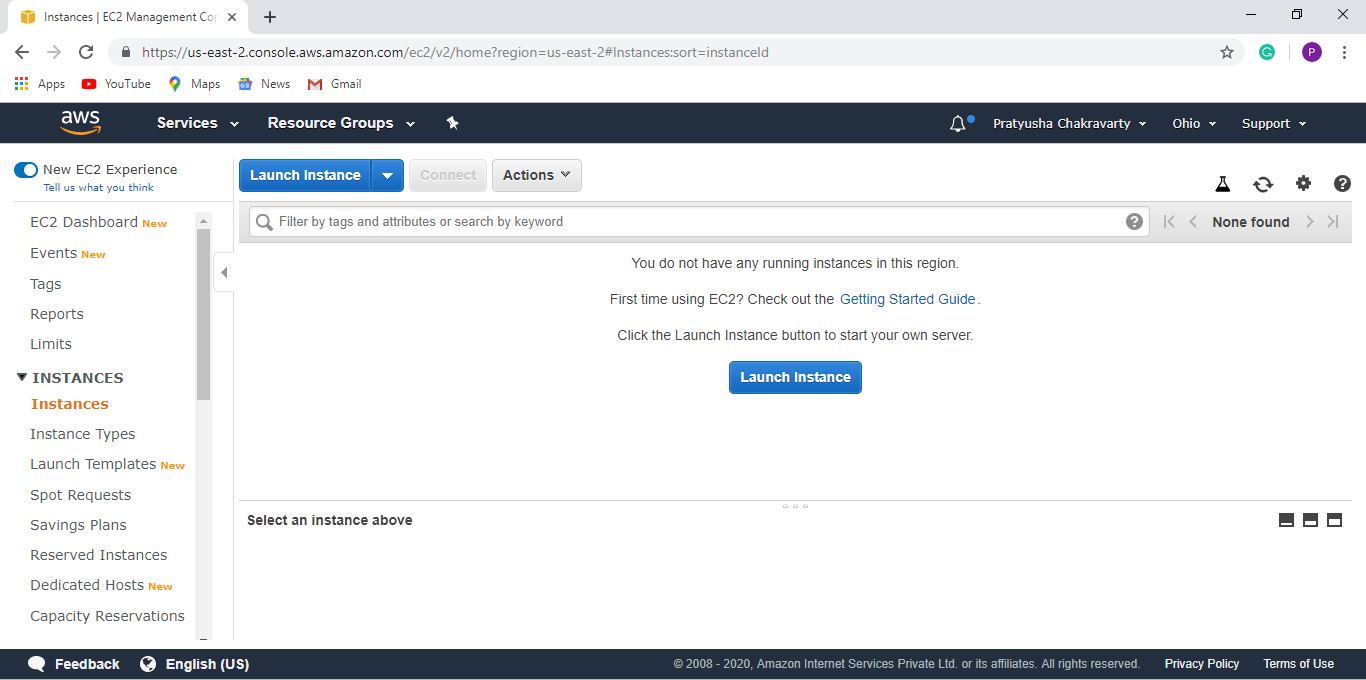 Instances | EC2 Management Con
https://us-east-2.console.aws.amazon.com/ec2/v2/home?region=us-east-2#Instances:sort=instanceId
P
Apps YouTube Maps News Gmail
aws Services Resource Groups Pratyusha Chakravarty Ohio Support
New EC2 Experience
Tell us what you think
EC2 Dashboard New
Events New
Tags
Reports
Limits
INSTANCES
Instances
Instance Types
Launch Templates New
Spot Requests
Savings Plans
Reserved Instances
Dedicated Hosts New
Capacity Reservations
Launch Instance Connect Actions
Filter by tags and attributes or search by keyword
None found
You do not have any running instances in this region.
First time using EC2? Check out the Getting Started Guide.
Click the Launch Instance button to start your own server.
Launch Instance
Select an instance above
Feedback English (US) © 2008 - 2020, Amazon Internet Services Private Ltd. or its affiliates. All rights reserved. Privacy Policy Terms of Use